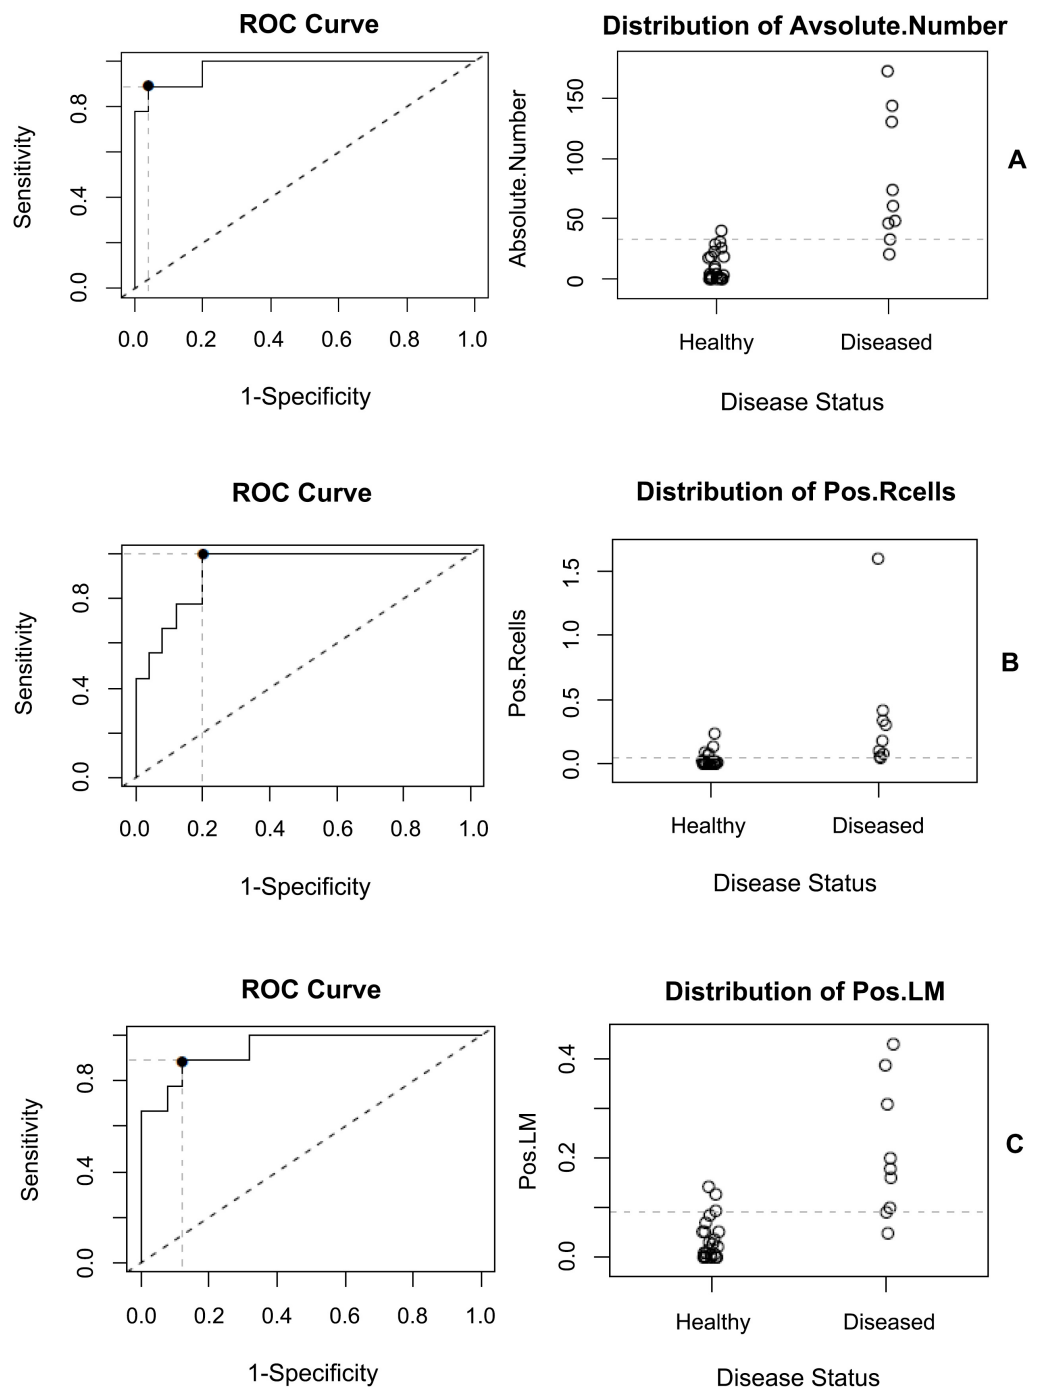 ROC Curve
Distribution of Avsolute.Number
Sensitivity
0.0 0.4 0.8
0.0 0.2 0.4 0.6 0.8 1.0
1-Specificity
Absolute.Number
0 50 100 150
Healthy Diseased
Disease Status
A
ROC Curve
Distribution of Pos.Rcells
Sensitivity
0.0 0.4 0.8
0.0 0.2 0.4 0.6 0.8 1.0
1-Specificity
Pos.Rcells
0.0 0.5 1.0 1.5
Healthy Diseased
Disease Status
B
ROC Curve
Distribution of Pos.LM
Sensitivity
0.0 0.4 0.8
0.0 0.2 0.4 0.6 0.8 1.0
1-Specificity
Pos.LM
0.0 0.2 0.4
Healthy Diseased
Disease Status
C